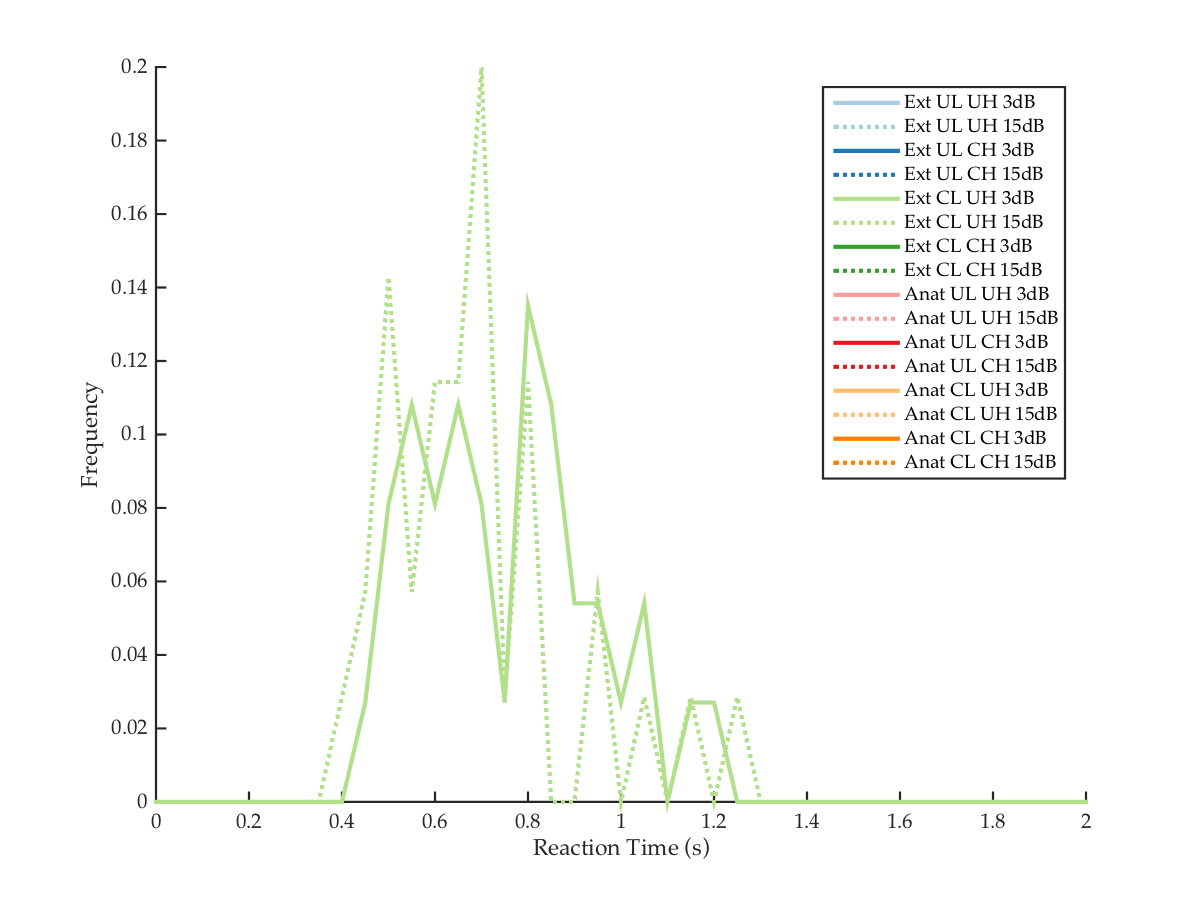 0.2
0.18
0.16
0.14
0.12
0.1
0.08
0.06
0.04
0.02
0
Frequency
0 0.2 0.4 0.6 0.8 1 1.2 1.4 1.6 1.8 2
Reaction Time (s)
Ext UL UH 3dB
Ext UL UH 15dB
Ext UL CH 3dB
Ext UL CH 15dB
Ext CL UH 3dB
Ext CL UH 15dB
Ext CL CH 3dB
Ext CL CH 15dB
Anat UL UH 3dB
Anat UL UH 15dB
Anat UL CH 3dB
Anat UL CH 15dB
Anat CL UH 3dB
Anat CL UH 15dB
Anat CL CH 3dB
Anat CL CH 15dB